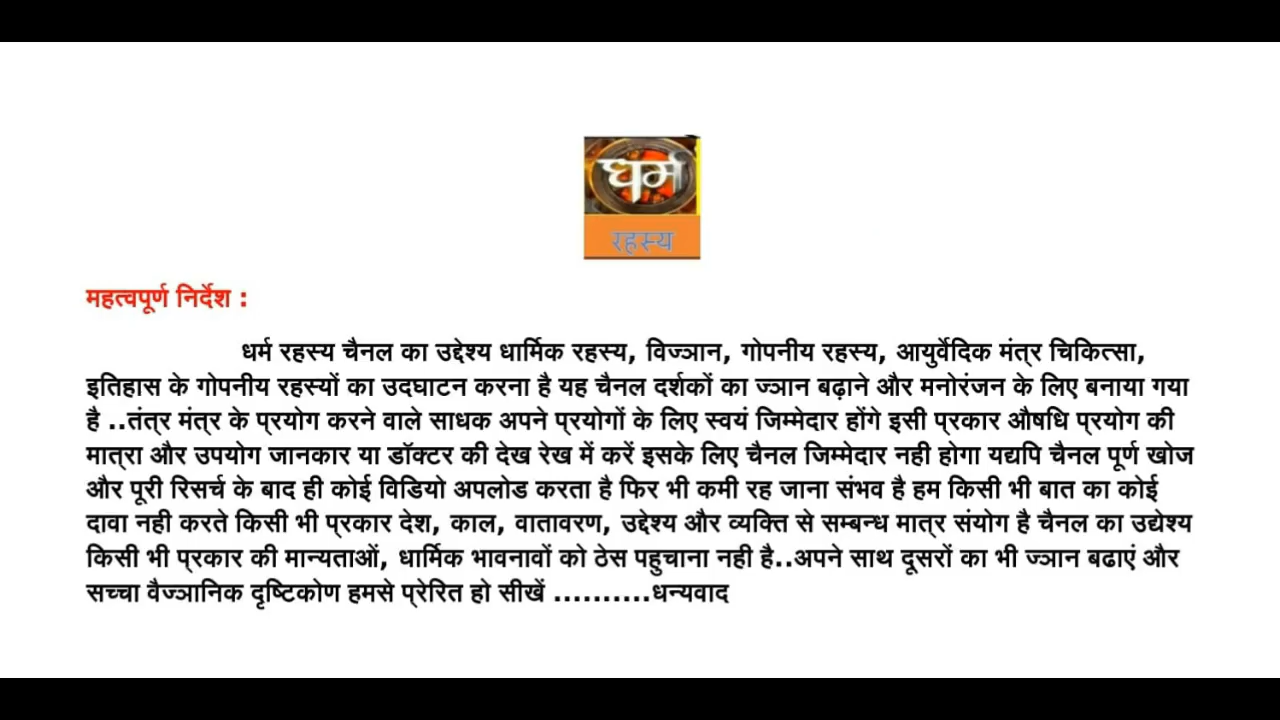 धर्म
रहस्य
महत्वपूर्ण निर्देश :
धर्म रहस्य चैनल का उद्देश्य धार्मिक रहस्य, विज्ञान, गोपनीय रहस्य, आयुर्वेदिक मंत्र चिकित्सा,
इतिहास के गोपनीय रहस्यों का उदघाटन करना है यह चैनल दर्शकों का ज्ञान बढ़ाने और मनोरंजन के लिए बनाया गया
है ..तंत्र मंत्र के प्रयोग करने वाले साधक अपने प्रयोगों के लिए स्वयं जिम्मेदार होंगे इसी प्रकार औषधि प्रयोग की
मात्रा और उपयोग जानकार या डॉक्टर की देख रेख में करें इसके लिए चैनल जिम्मेदार नही होगा यद्यपि चैनल पूर्ण खोज
और पूरी रिसर्च के बाद ही कोई विडियो अपलोड करता है फिर भी कमी रह जाना संभव है हम किसी भी बात का कोई
दावा नही करते किसी भी प्रकार देश, काल, वातावरण, उद्देश्य और व्यक्ति से सम्बन्ध मात्र संयोग है चैनल का उद्येश्य
किसी भी प्रकार की मान्यताओं, धार्मिक भावनावों को ठेस पहुचाना नही है..अपने साथ दूसरों का भी ज्ञान बढाएं और
सच्चा वैज्ञानिक दृष्टिकोण हमसे प्रेरित हो सीखें ..........धन्यवाद